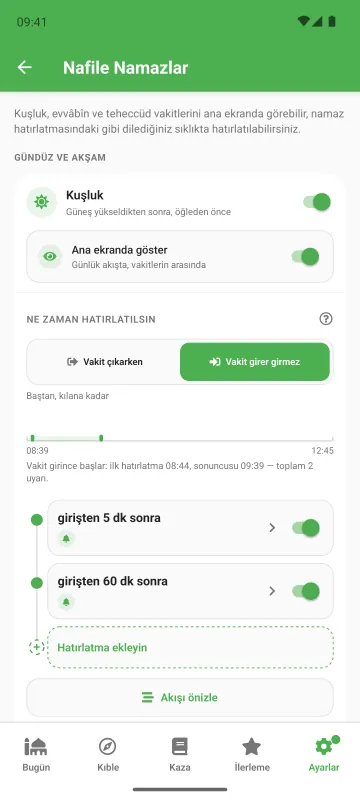 09:41
Nafile Namazlar
Kuşluk, evvâbîn ve teheccüd vakitlerini ana ekranda görebilir, namaz
hatırlatmasındaki gibi dilediğiniz sıklıkta hatırlatılabilirsiniz.
GÜNDÜZ VE AKŞAM
Kuşluk
Güneş yükseldikten sonra, öğleden önce
Ana ekranda göster
Günlük akışta, vakitlerin arasında
NE ZAMAN HATIRLATILSIN
Vakit çıkarken
Vakit girer girmez
Baştan, kılana kadar
08:39
12:45
Vakit girince başlar: ilk hatırlatma 08:44, sonuncusu 09:39 — toplam 2
uyarı.
girişten 5 dk sonra
girişten 60 dk sonra
Hatırlatma ekleyin
Akışı önizle
Bugün
Kıble
Kaza
İlerleme
Ayarlar